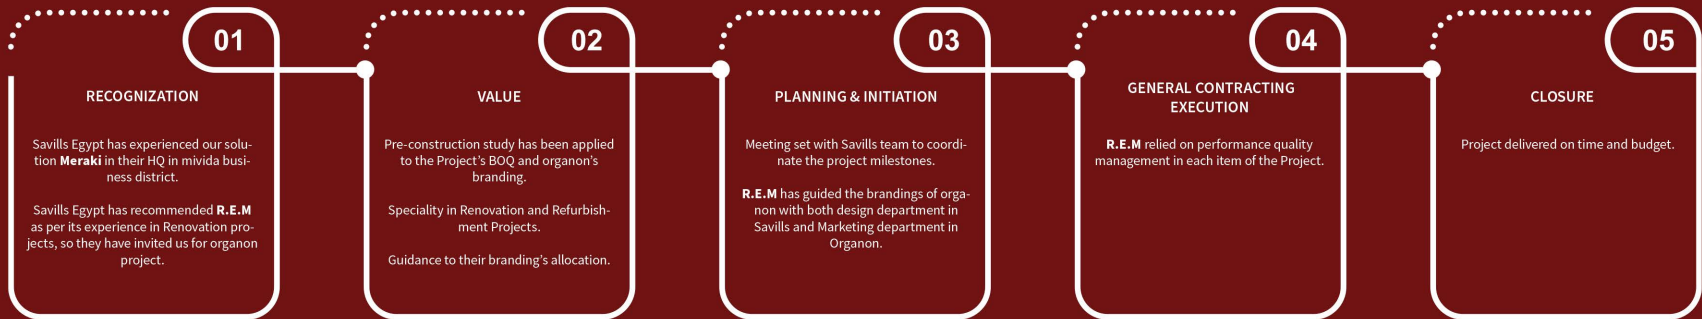 01
RECOGNIZATION
Savills Egypt has experienced our solu-
tion Meraki in their HQ in mivida busi-
ness district.
Savills Egypt has recommended R.E.M
as per its experience in Renovation pro-
jects, so they have invited us for organon
project.
02
VALUE
Pre-construction study has been applied
to the Project's BOQ and organon's
branding.
Speciality in Renovation and Refurbish-
ment Projects.
Guidance to their branding's allocation.
03
PLANNING & INITIATION
Meeting set with Savills team to coordi-
nate the project milestones.
R.E.M has guided the brandings of orga-
non with both design department in
Savills and Marketing department in
Organon.
04
GENERAL CONTRACTING
EXECUTION
R.E.M relied on performance quality
management in each item of the Project.
05
CLOSURE
Project delivered on time and budget.